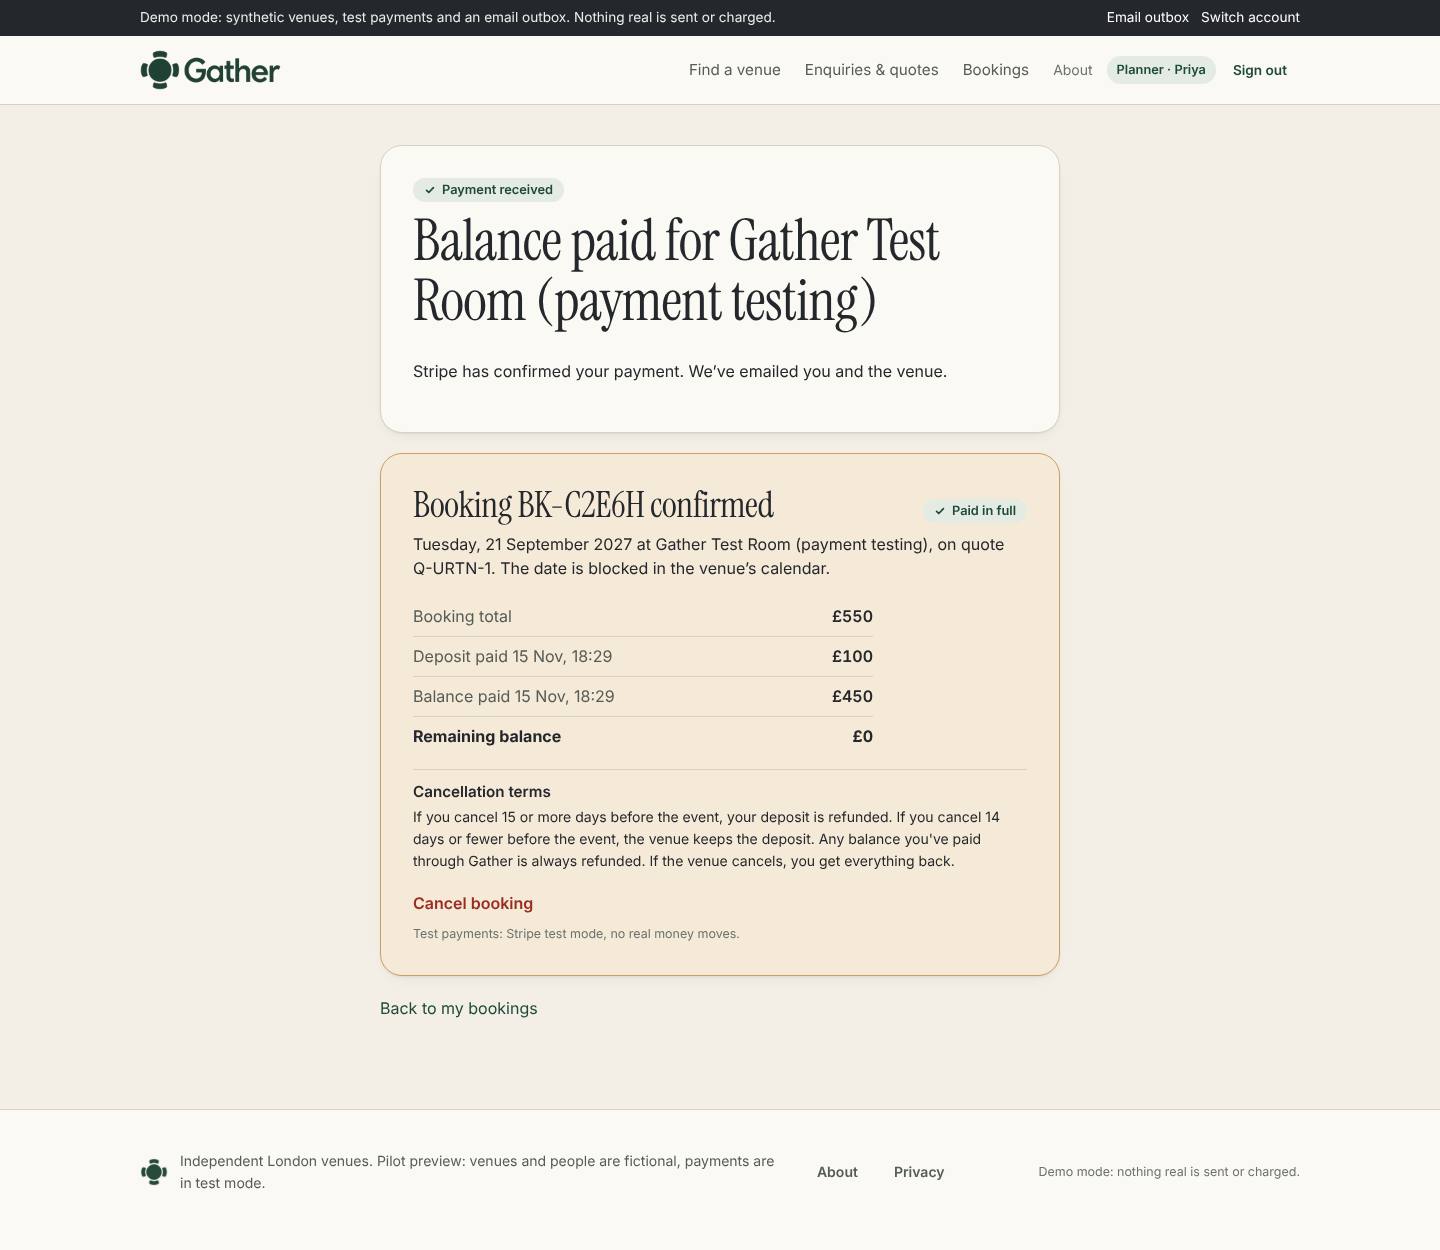 Demo mode: synthetic venues, test payments and an email outbox. Nothing real is sent or charged.
Email outbox
Switch account
Gather
Find a venue
Enquiries & quotes
Bookings
About
Planner · Priya
Sign out
✓ Payment received
Balance paid for Gather Test
Room (payment testing)
Stripe has confirmed your payment. We’ve emailed you and the venue.
Booking BK-C2E6H confirmed
✓ Paid in full
Tuesday, 21 September 2027 at Gather Test Room (payment testing), on quote
Q-URTN-1. The date is blocked in the venue’s calendar.
Booking total £550
Deposit paid 15 Nov, 18:29 £100
Balance paid 15 Nov, 18:29 £450
Remaining balance £0
Cancellation terms
If you cancel 15 or more days before the event, your deposit is refunded. If you cancel 14
days or fewer before the event, the venue keeps the deposit. Any balance you've paid
through Gather is always refunded. If the venue cancels, you get everything back.
Cancel booking
Test payments: Stripe test mode, no real money moves.
Back to my bookings
Independent London venues. Pilot preview: venues and people are fictional, payments are
in test mode.
About
Privacy
Demo mode: nothing real is sent or charged.